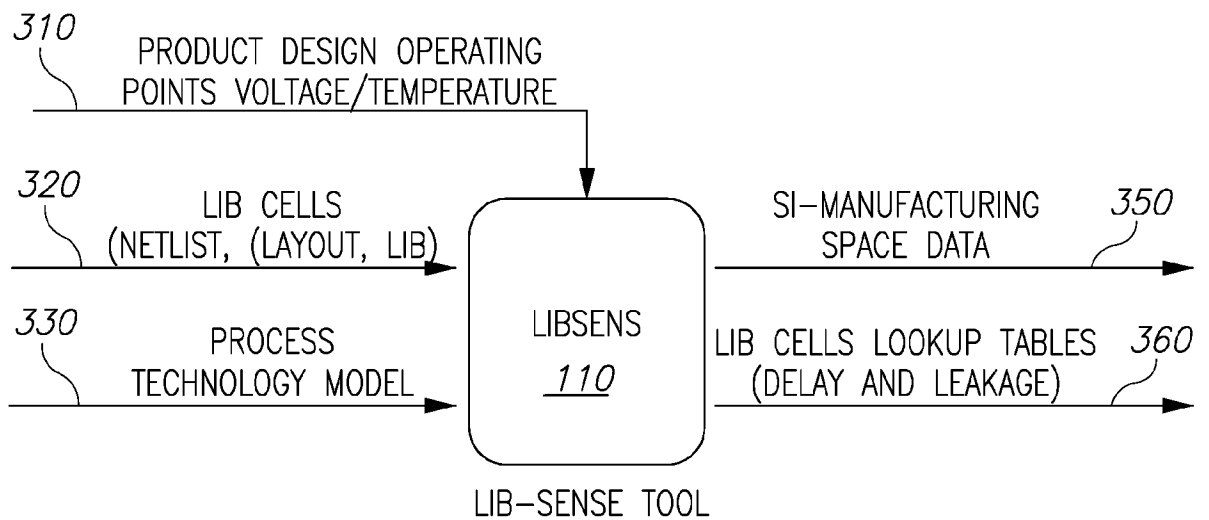 310
PRODUCT DESIGN OPERATING
POINTS VOLTAGE/TEMPERATURE
320
LIB CELLS
(NETLIST, (LAYOUT, LIB)
330
PROCESS
TECHNOLOGY MODEL
LIBSENS
110
SI-MANUFACTURING
SPACE DATA
350
LIB CELLS LOOKUP TABLES
(DELAY AND LEAKAGE)
360
LIB-SENSE TOOL